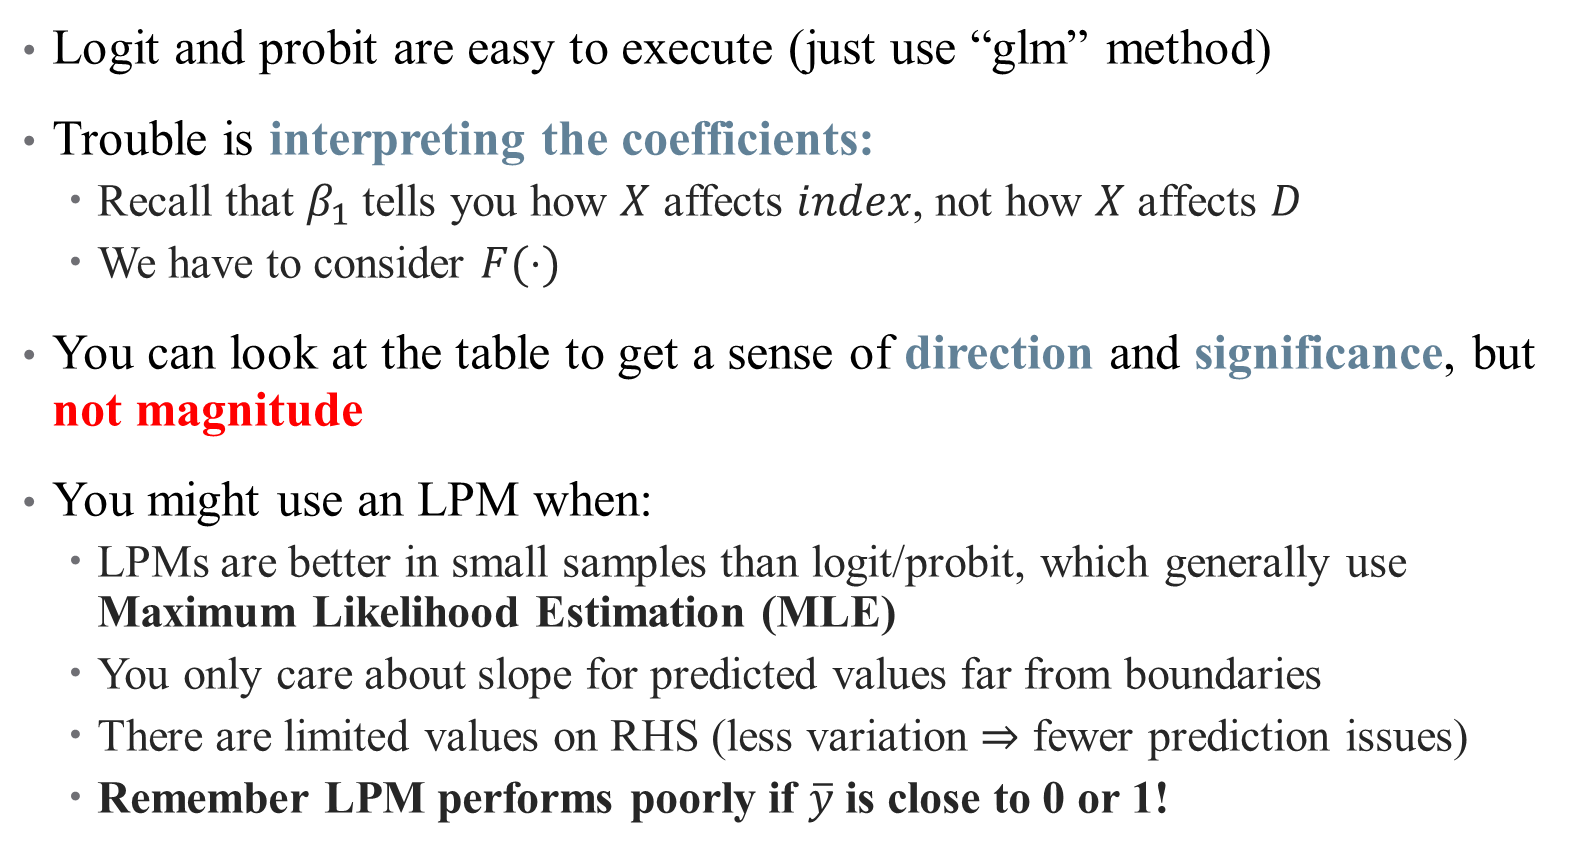 • Logit and probit are easy to execute (just use “glm” method)
• Trouble is interpreting the coefficients:
• Recall that β₁ tells you how X affects index, not how X affects D
• We have to consider F(·)
• You can look at the table to get a sense of direction and significance, but
not magnitude
• You might use an LPM when:
• LPMs are better in small samples than logit/probit, which generally use
Maximum Likelihood Estimation (MLE)
• You only care about slope for predicted values far from boundaries
• There are limited values on RHS (less variation ⇒ fewer prediction issues)
• Remember LPM performs poorly if ȳ is close to 0 or 1!